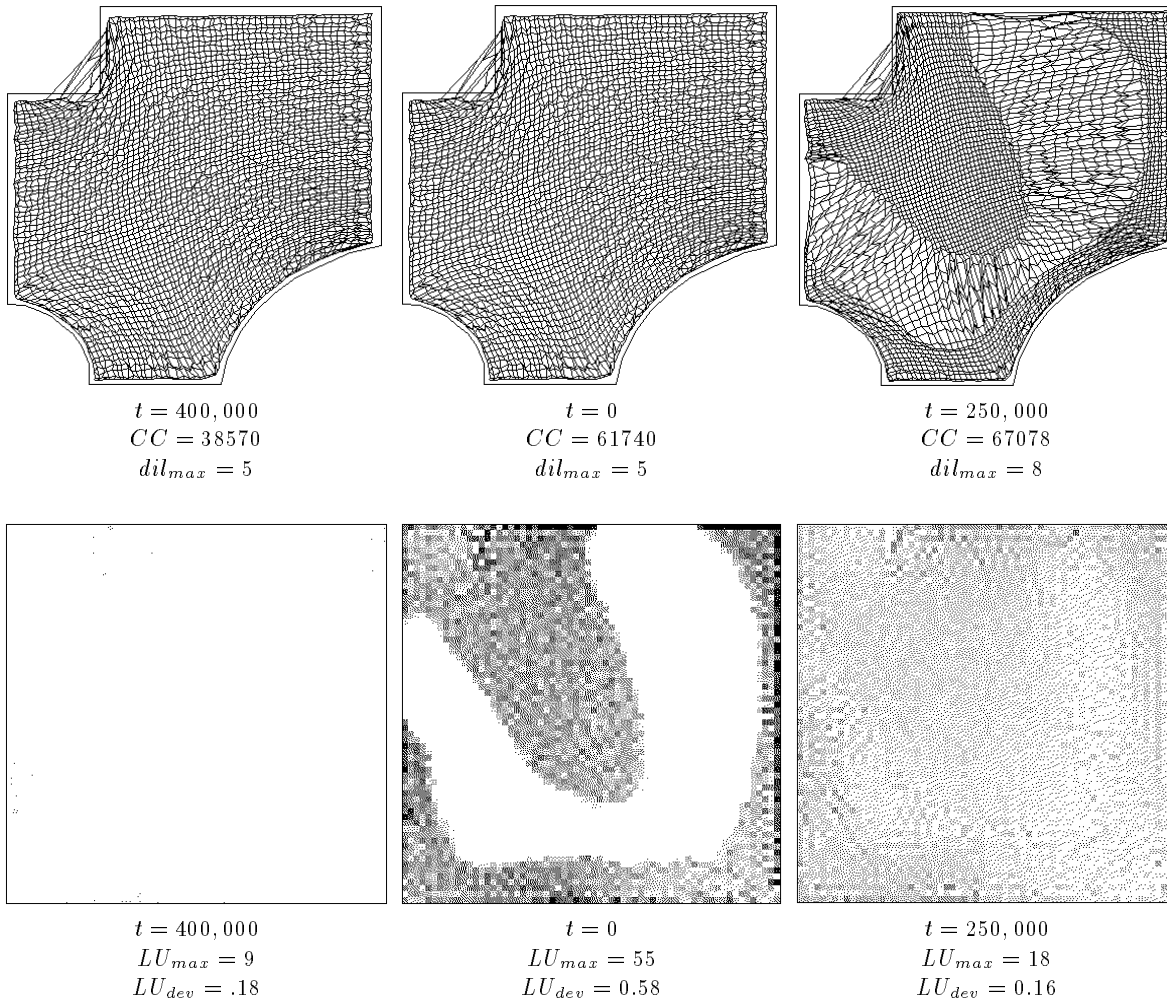 t = 400,000
CC = 38570
dil_max = 5
t = 0
CC = 61740
dil_max = 5
t = 250,000
CC = 67078
dil_max = 8
t = 400,000
LU_max = 9
LU_dev = .18
t = 0
LU_max = 55
LU_dev = 0.58
t = 250,000
LU_max = 18
LU_dev = 0.16